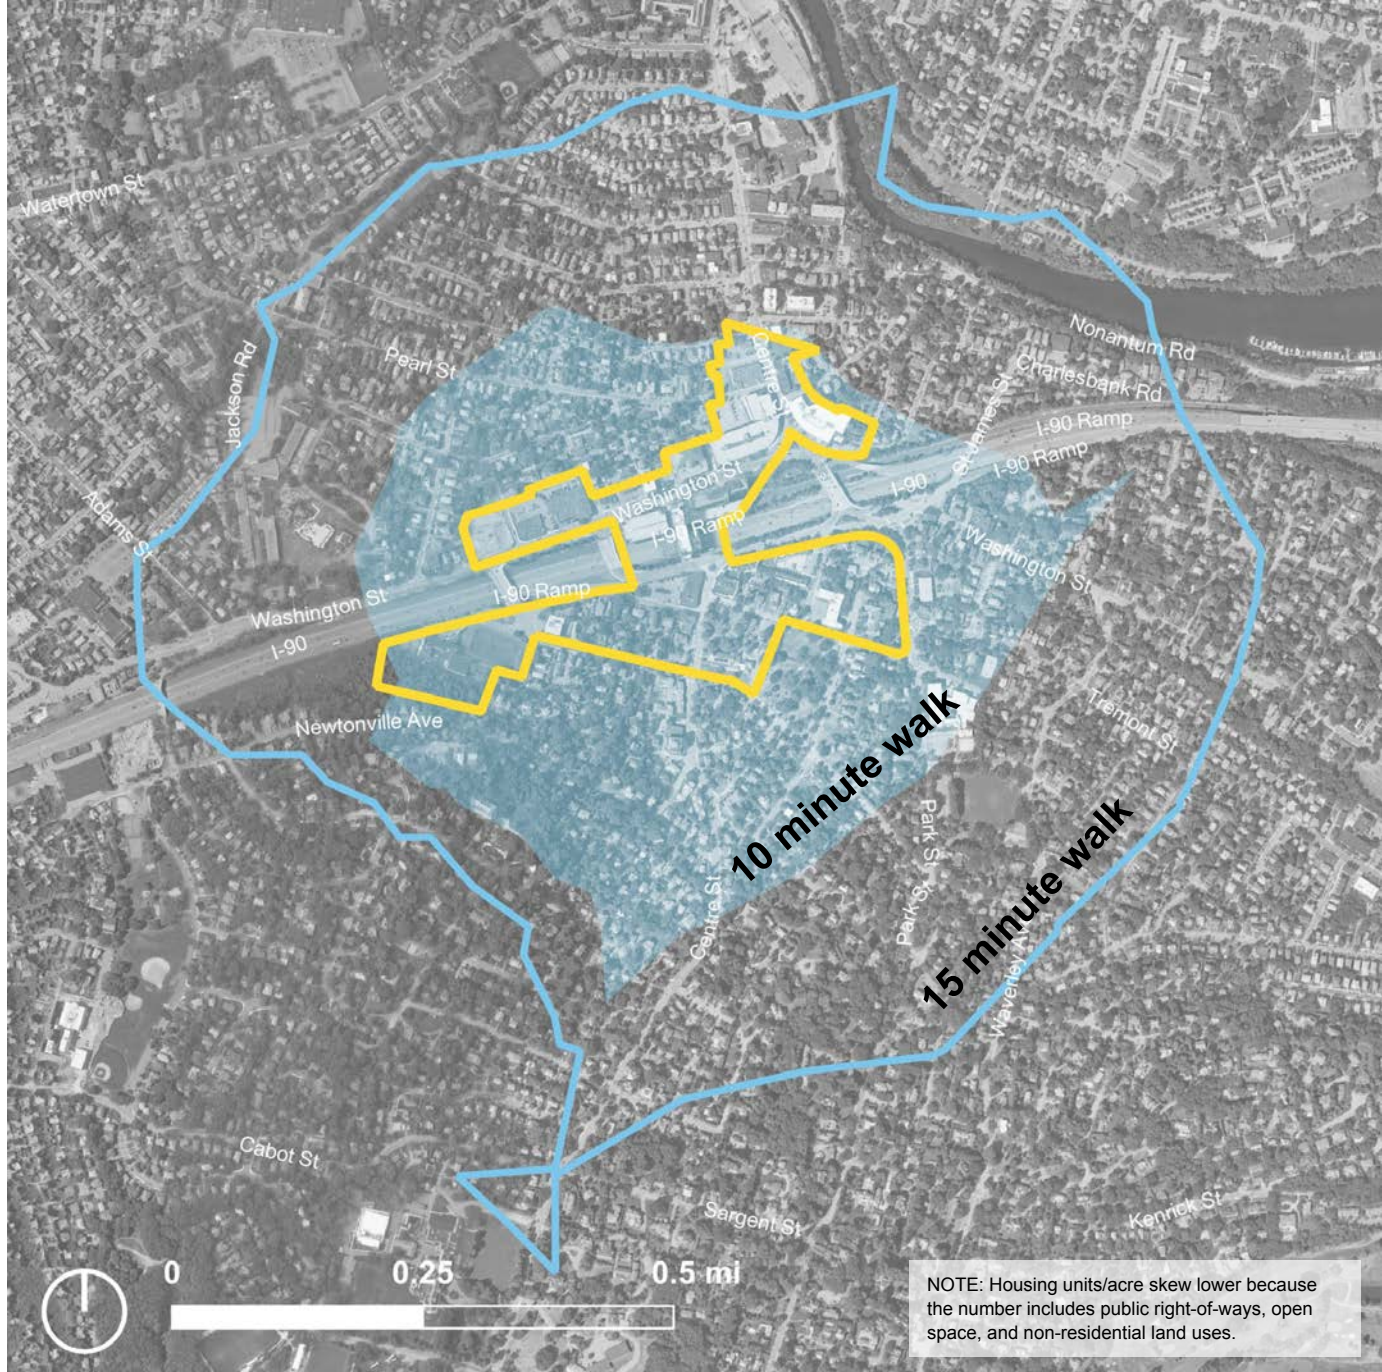 Watertown St
Pearl St
Jackson Rd
Adams St
Centre St
Nonantum Rd
Charlesbank Rd
St James St
I-90 Ramp
I-90 Ramp
I-90
Washington St
I-90 Ramp
Washington St
I-90 Ramp
Washington St
I-90
Newtonville Ave
Tremont St
10 minute walk
Park St
Park St
Centre St
15 minute walk
Waverley Ave
Cabot St
Sargent St
Kenrick St
0 0.25 0.5 mi
NOTE: Housing units/acre skew lower because
the number includes public right-of-ways, open
space, and non-residential land uses.